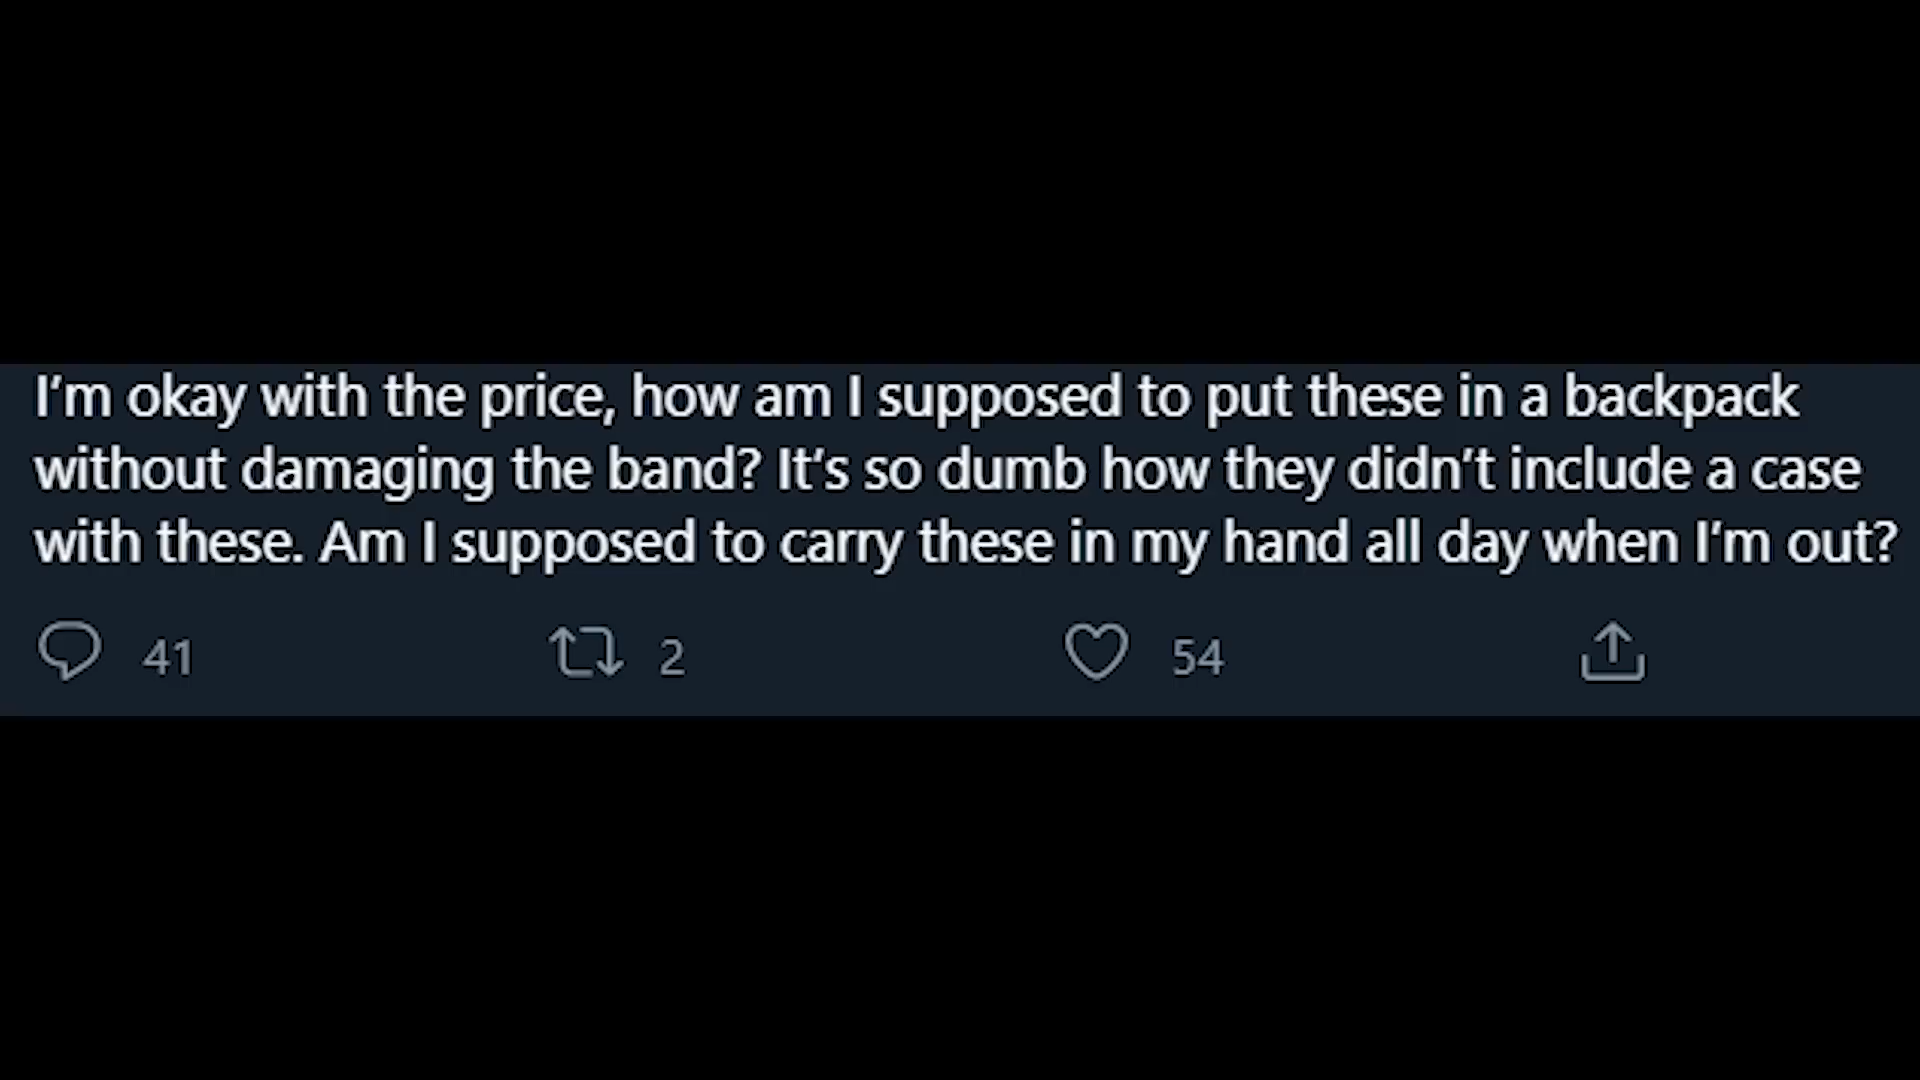 I’m okay with the price, how am I supposed to put these in a backpack
without damaging the band? It’s so dumb how they didn’t include a case
with these. Am I supposed to carry these in my hand all day when I’m out?
41 2 54